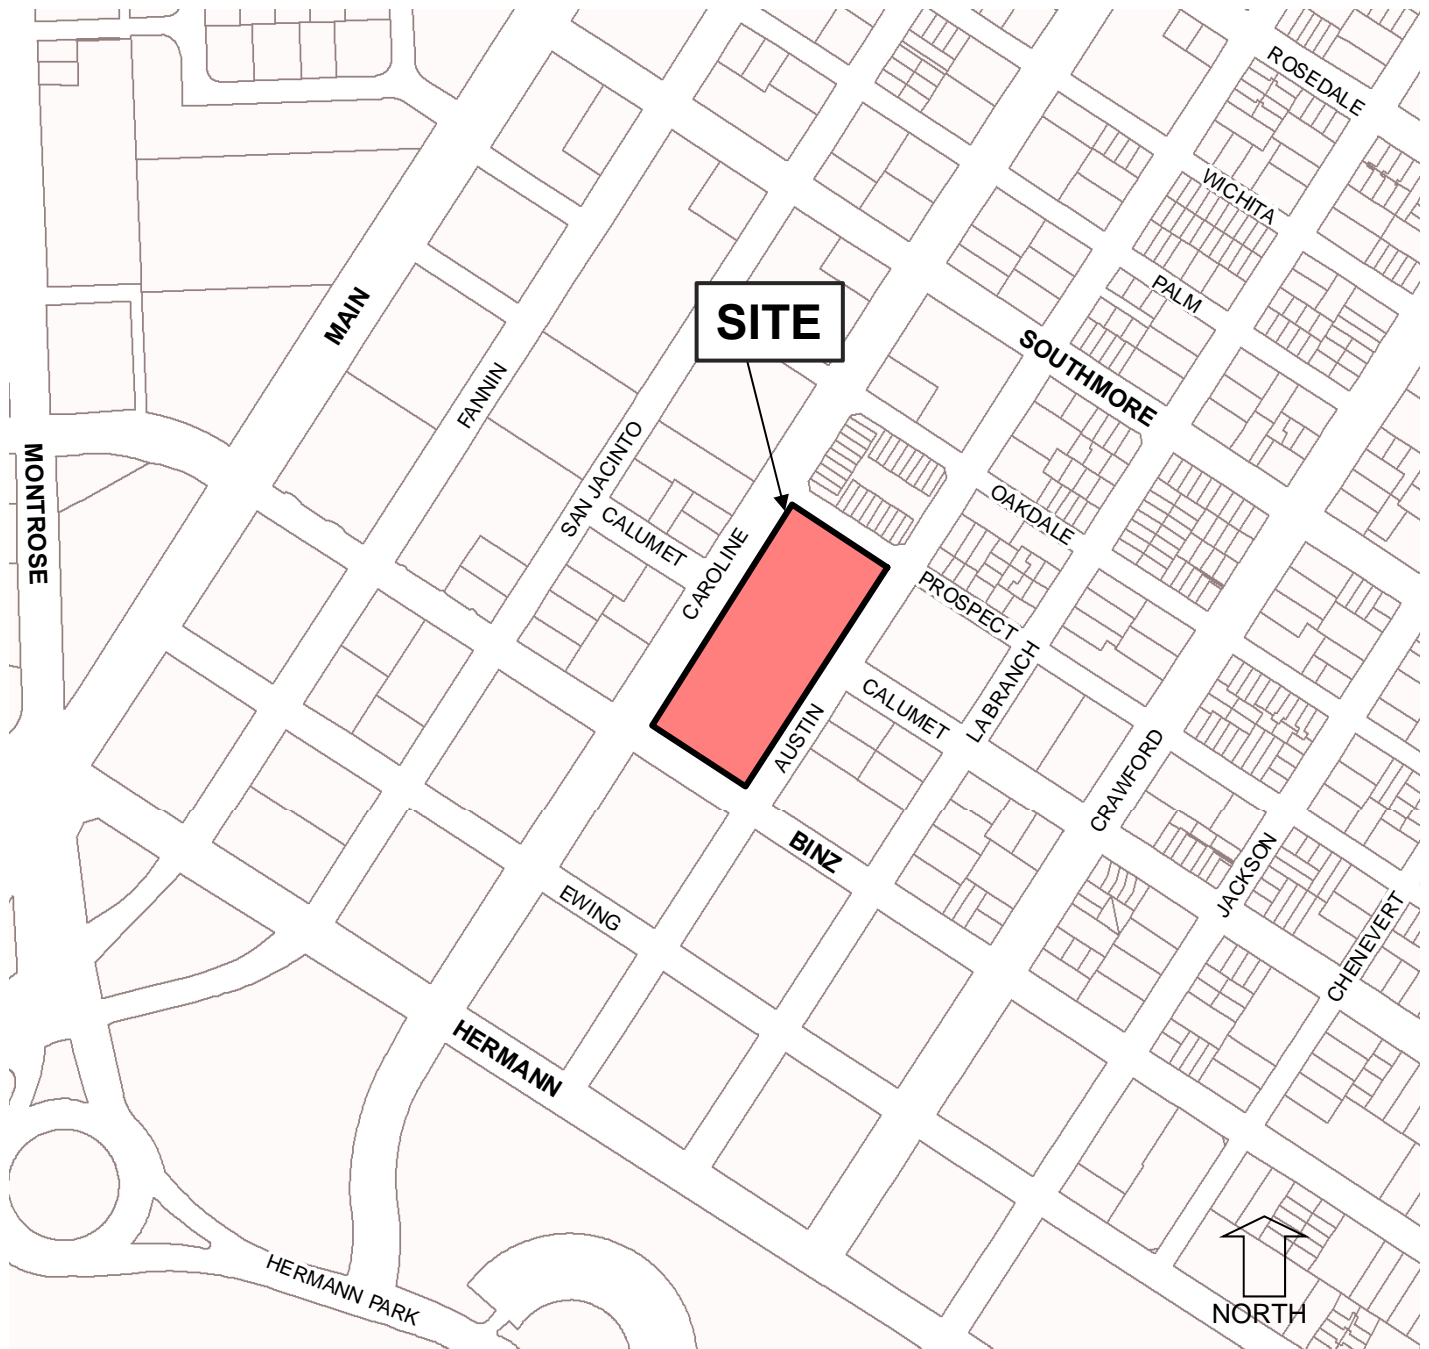 ROSEDALE
WICHITA
PALM
MAIN
SITE
SOUTHMORE
FANNIN
SAN JACINTO
MONTROSE
OAKDALE
CALUMET
CAROLINE
PROSPECT
LABRANCH
CALUMET
AUSTIN
CRAWFORD
BINZ
JACKSON
EWING
CHENEVERT
HERMANN
HERMANN PARK
NORTH